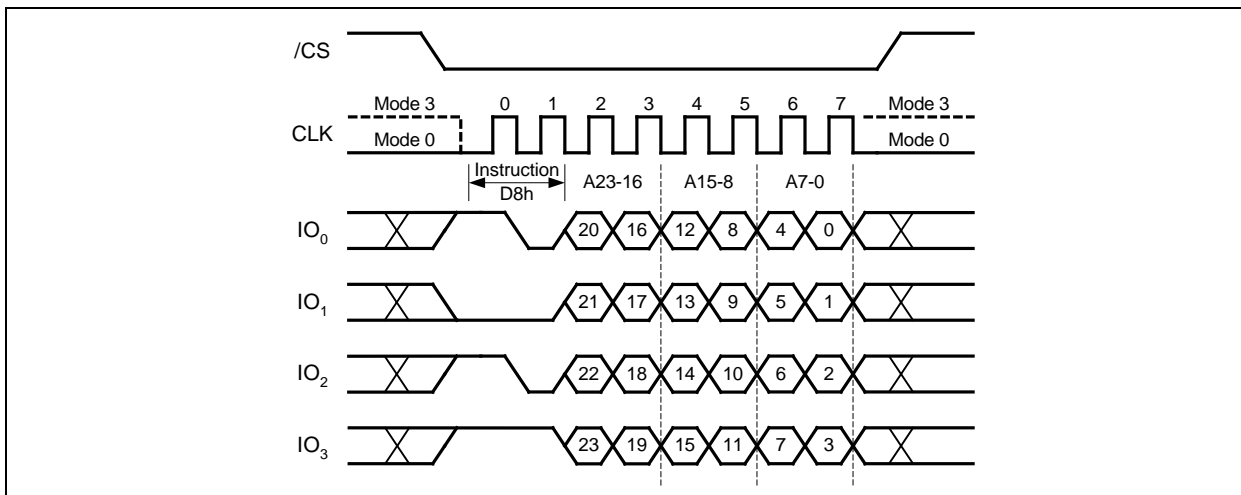 /CS
Mode 3 0 1 2 3 4 5 6 7 Mode 3
CLK
Mode 0 Mode 0
Instruction
D8h
A23-16 A15-8 A7-0
IO0 20 16 12 8 4 0
IO1 21 17 13 9 5 1
IO2 22 18 14 10 6 2
IO3 23 19 15 11 7 3